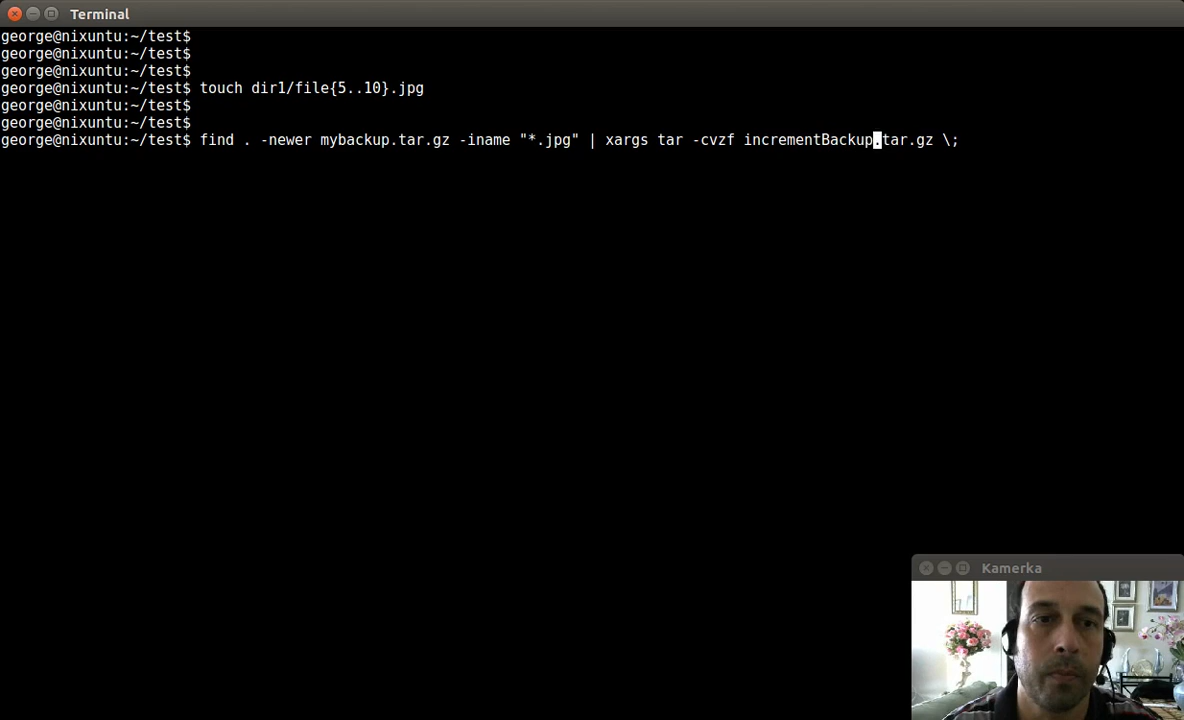 Terminal
george@nixuntu:~/test$
george@nixuntu:~/test$
george@nixuntu:~/test$
george@nixuntu:~/test$ touch dir1/file{5..10}.jpg
george@nixuntu:~/test$
george@nixuntu:~/test$
george@nixuntu:~/test$ find . -newer mybackup.tar.gz -iname "*.jpg" | xargs tar -cvzf incrementBackup.tar.gz \;
Kamerka